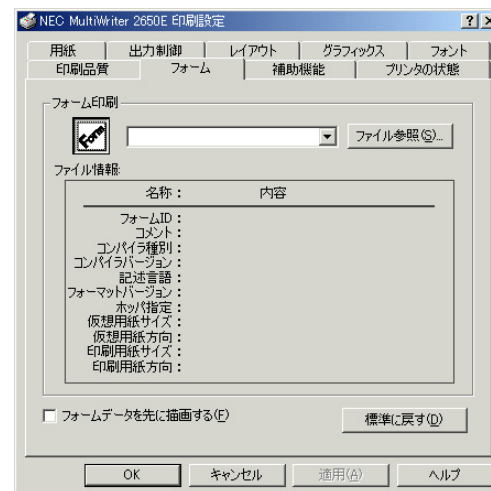 NEC MultiWriter 2650E 印刷設定
用紙 出力制御 レイアウト グラフィックス フォント
印刷品質 フォーム 補助機能 プリンタの状態
フォーム印刷
Form ファイル参照(S)...
ファイル情報:
名称： 内容
フォームID：
コメント：
コンパイラ種別：
コンパイラバージョン：
記述言語：
フォーマットバージョン：
ホッパ指定：
仮想用紙サイズ：
仮想用紙方向：
印刷用紙サイズ：
印刷用紙方向：
フォームデータを先に描画する(F)
標準に戻す(D)
OK キャンセル 適用(A) ヘルプ